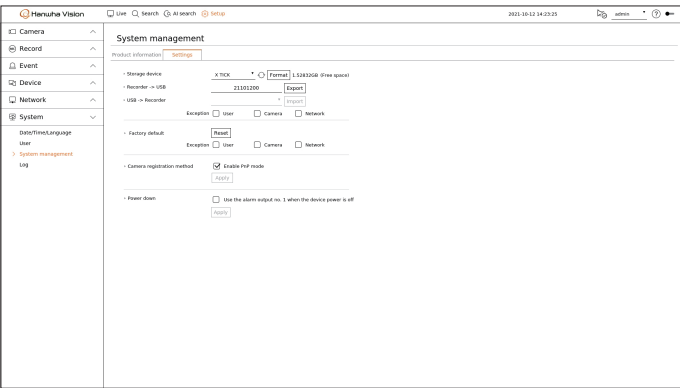 Hanwha Vision
Live Search AI search Setup
2021-10-12 14:23:25
admin
?
Camera
Record
Event
Device
Network
System
Date/Time/Language
User
System management
Log
System management
Product information Settings
Storage device X TICK Format 1.52832GB (Free space)
Recorder -> USB 21101200 Export
USB -> Recorder Import
Exception User Camera Network
Factory default Reset
Exception User Camera Network
Camera registration method Enable PnP mode
Apply
Power down Use the alarm output no. 1 when the device power is off
Apply